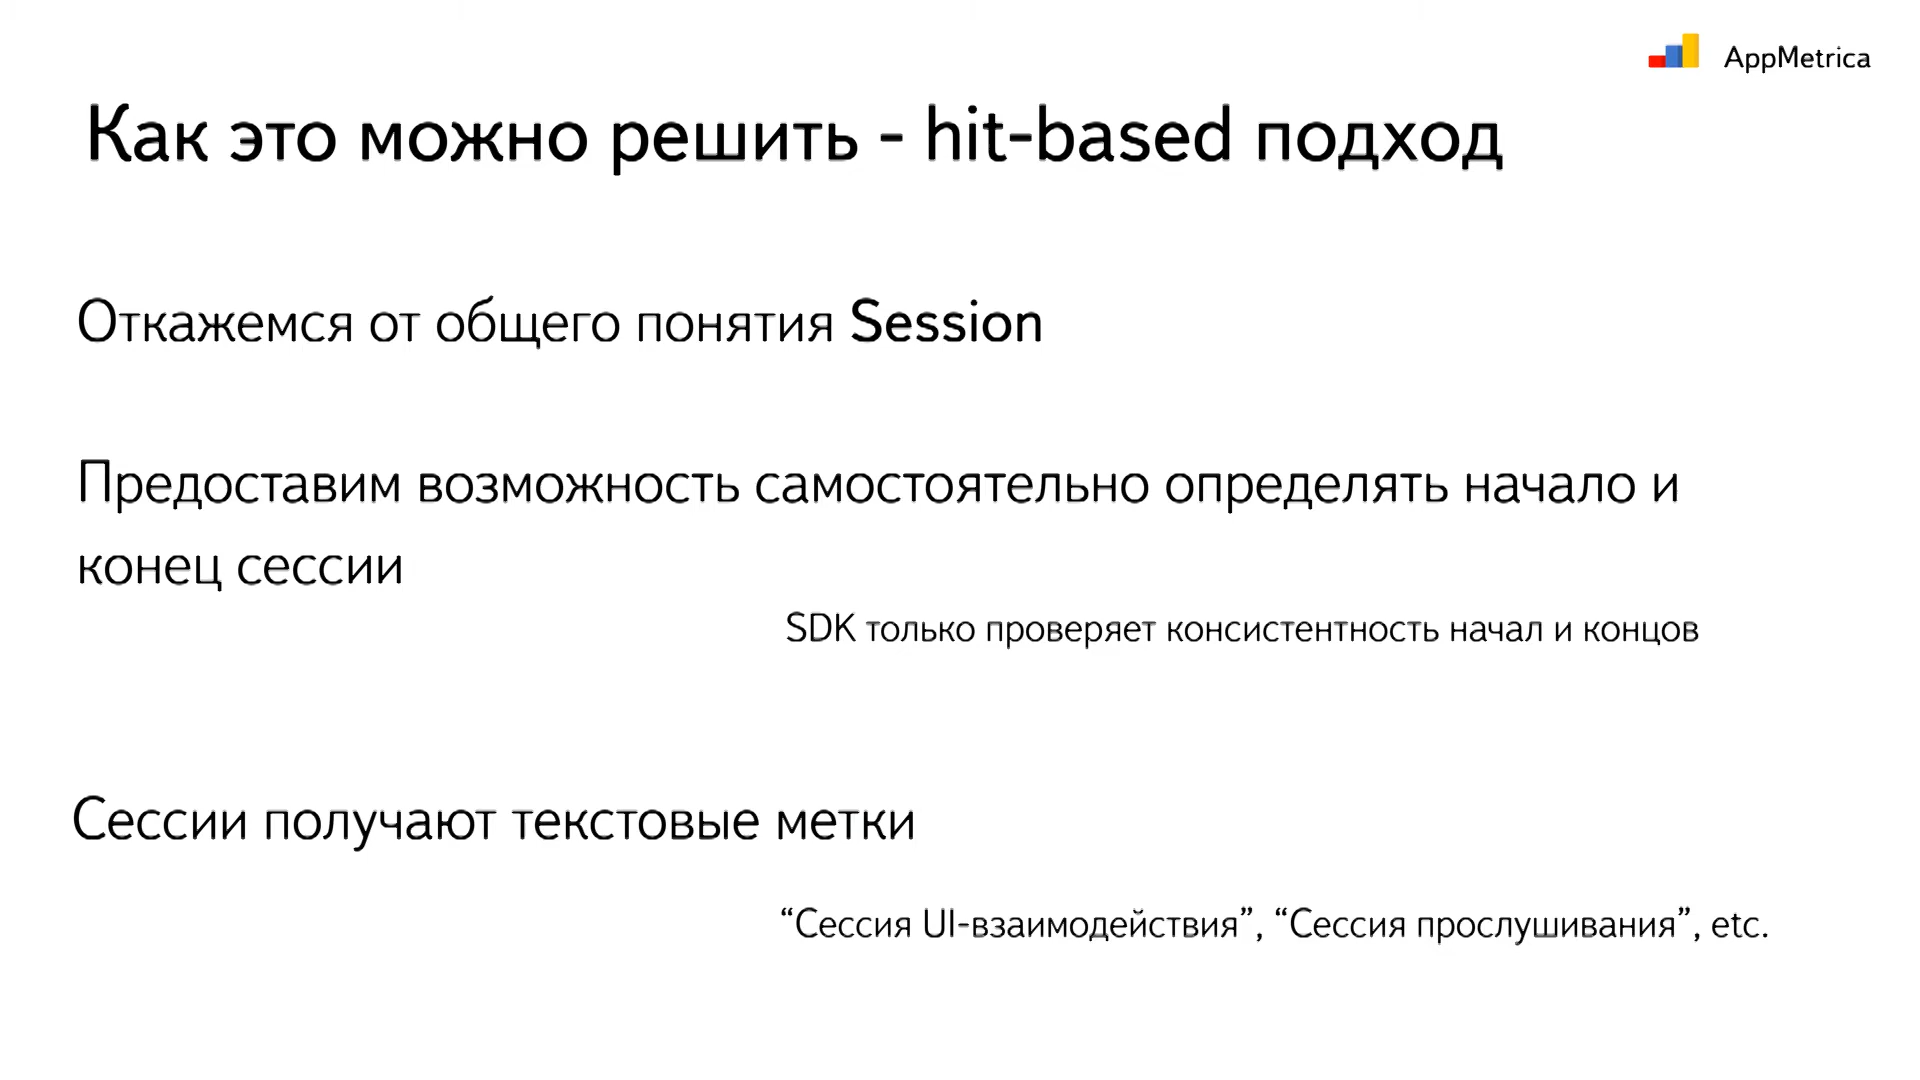 AppMetrica
Как это можно решить - hit-based подход
Откажемся от общего понятия Session
Предоставим возможность самостоятельно определять начало и
конец сессии
SDK только проверяет консистентность начал и концов
Сессии получают текстовые метки
“Сессия UI-взаимодействия”, “Сессия прослушивания”, etc.